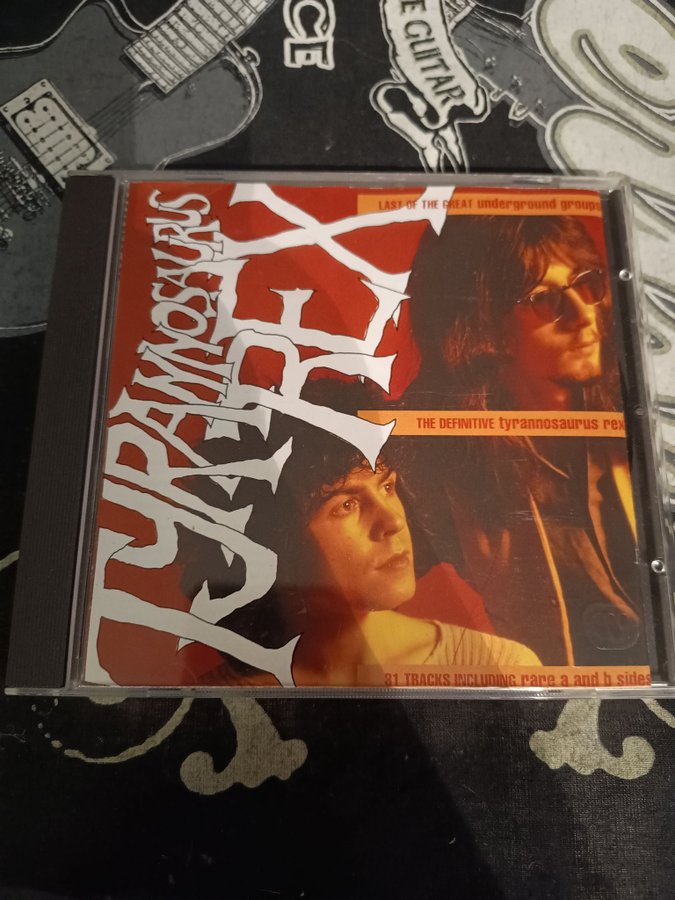 CE
E GUITAR
TYRANNOSAURUS
REX
LAST OF THE GREAT underground groups
THE DEFINITIVE tyrannosaurus rex
31 TRACKS INCLUDING rare a and b sides